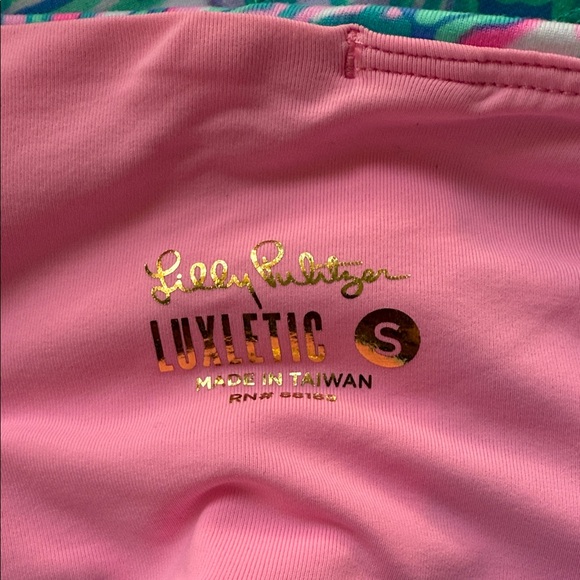 Lilly Pulitzer
LUXLETIC S
MADE IN TAIWAN
RN#